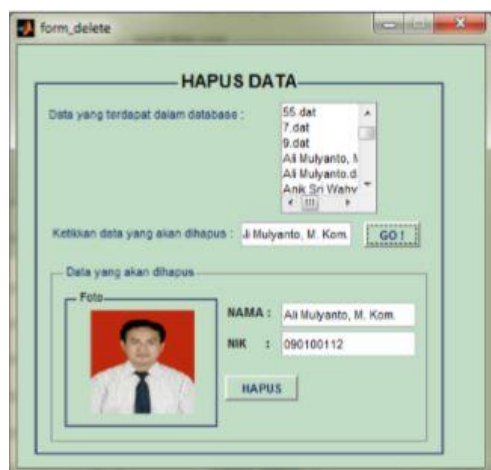 form_delete
HAPUS DATA
Data yang terdapat dalam database :
55.dat
7.dat
9.dat
Ali Mulyanto, M
Ali Mulyanto.d
Anik Sri Wahy
Ketikkan data yang akan dihapus : li Mulyanto, M. Kom. GO !
Data yang akan dihapus
Foto
NAMA : Ali Mulyanto, M. Kom.
NIK : 090100112
HAPUS